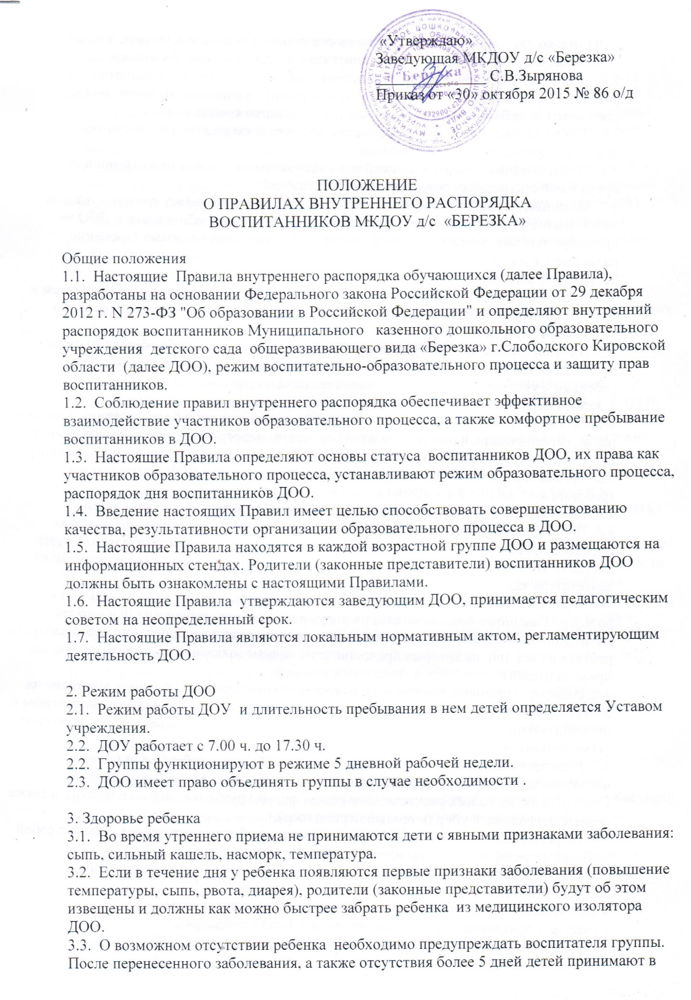 «Утверждаю»
Заведующая МКДОУ д/с «Березка»
_______________ С.В.Зырянова
Приказ от «30» октября 2015 № 86 о/д
"Березка"
ИНН 4329005428
ПОЛОЖЕНИЕ
О ПРАВИЛАХ ВНУТРЕННЕГО РАСПОРЯДКА
ВОСПИТАННИКОВ МКДОУ д/с «БЕРЕЗКА»
Общие положения
1.1. Настоящие Правила внутреннего распорядка обучающихся (далее Правила),
разработаны на основании Федерального закона Российской Федерации от 29 декабря
2012 г. N 273-ФЗ "Об образовании в Российской Федерации" и определяют внутренний
распорядок воспитанников Муниципального казенного дошкольного образовательного
учреждения детского сада общеразвивающего вида «Березка» г.Слободского Кировской
области (далее ДОО), режим воспитательно-образовательного процесса и защиту прав
воспитанников.
1.2. Соблюдение правил внутреннего распорядка обеспечивает эффективное
взаимодействие участников образовательного процесса, а также комфортное пребывание
воспитанников в ДОО.
1.3. Настоящие Правила определяют основы статуса воспитанников ДОО, их права как
участников образовательного процесса, устанавливают режим образовательного процесса,
распорядок дня воспитанников ДОО.
1.4. Введение настоящих Правил имеет целью способствовать совершенствованию
качества, результативности организации образовательного процесса в ДОО.
1.5. Настоящие Правила находятся в каждой возрастной группе ДОО и размещаются на
информационных стендах. Родители (законные представители) воспитанников ДОО
должны быть ознакомлены с настоящими Правилами.
1.6. Настоящие Правила утверждаются заведующим ДОО, принимается педагогическим
советом на неопределенный срок.
1.7. Настоящие Правила являются локальным нормативным актом, регламентирующим
деятельность ДОО.
2. Режим работы ДОО
2.1. Режим работы ДОУ и длительность пребывания в нем детей определяется Уставом
учреждения.
2.2. ДОУ работает с 7.00 ч. до 17.30 ч.
2.2. Группы функционируют в режиме 5 дневной рабочей недели.
2.3. ДОО имеет право объединять группы в случае необходимости .
3. Здоровье ребенка
3.1. Во время утреннего приема не принимаются дети с явными признаками заболевания:
сыпь, сильный кашель, насморк, температура.
3.2. Если в течение дня у ребенка появляются первые признаки заболевания (повышение
температуры, сыпь, рвота, диарея), родители (законные представители) будут об этом
извещены и должны как можно быстрее забрать ребенка из медицинского изолятора
ДОО.
3.3. О возможном отсутствии ребенка необходимо предупреждать воспитателя группы.
После перенесенного заболевания, а также отсутствия более 5 дней детей принимают в